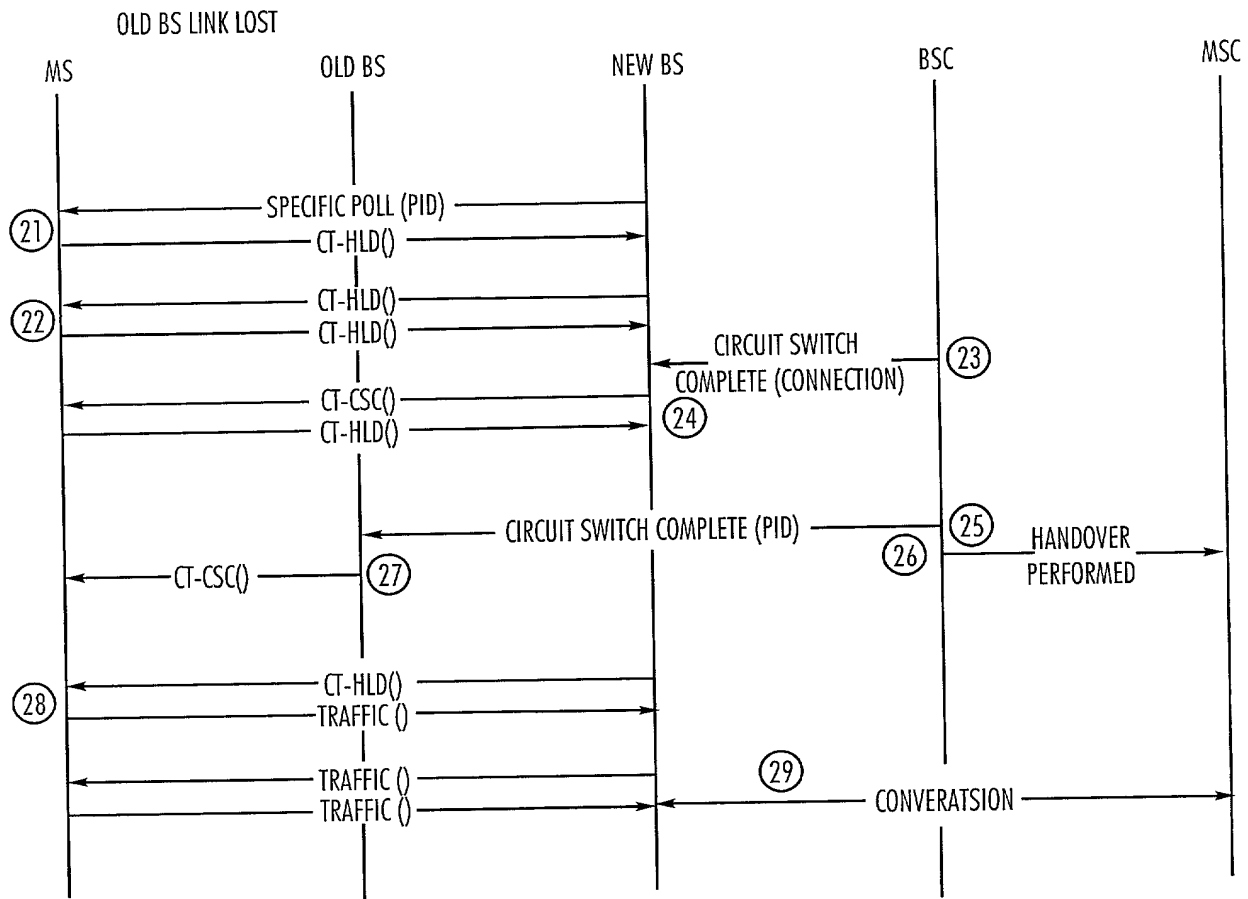 OLD BS LINK LOST
MS
OLD BS
NEW BS
BSC
MSC
SPECIFIC POLL (PID)
21
CT-HLD()
CT-HLD()
22
CT-HLD()
CIRCUIT SWITCH
COMPLETE (CONNECTION)
23
CT-CSC()
24
CT-HLD()
CIRCUIT SWITCH COMPLETE (PID)
25
26
HANDOVER
PERFORMED
CT-CSC()
27
CT-HLD()
28
TRAFFIC ()
TRAFFIC ()
29
CONVERATSION
TRAFFIC ()